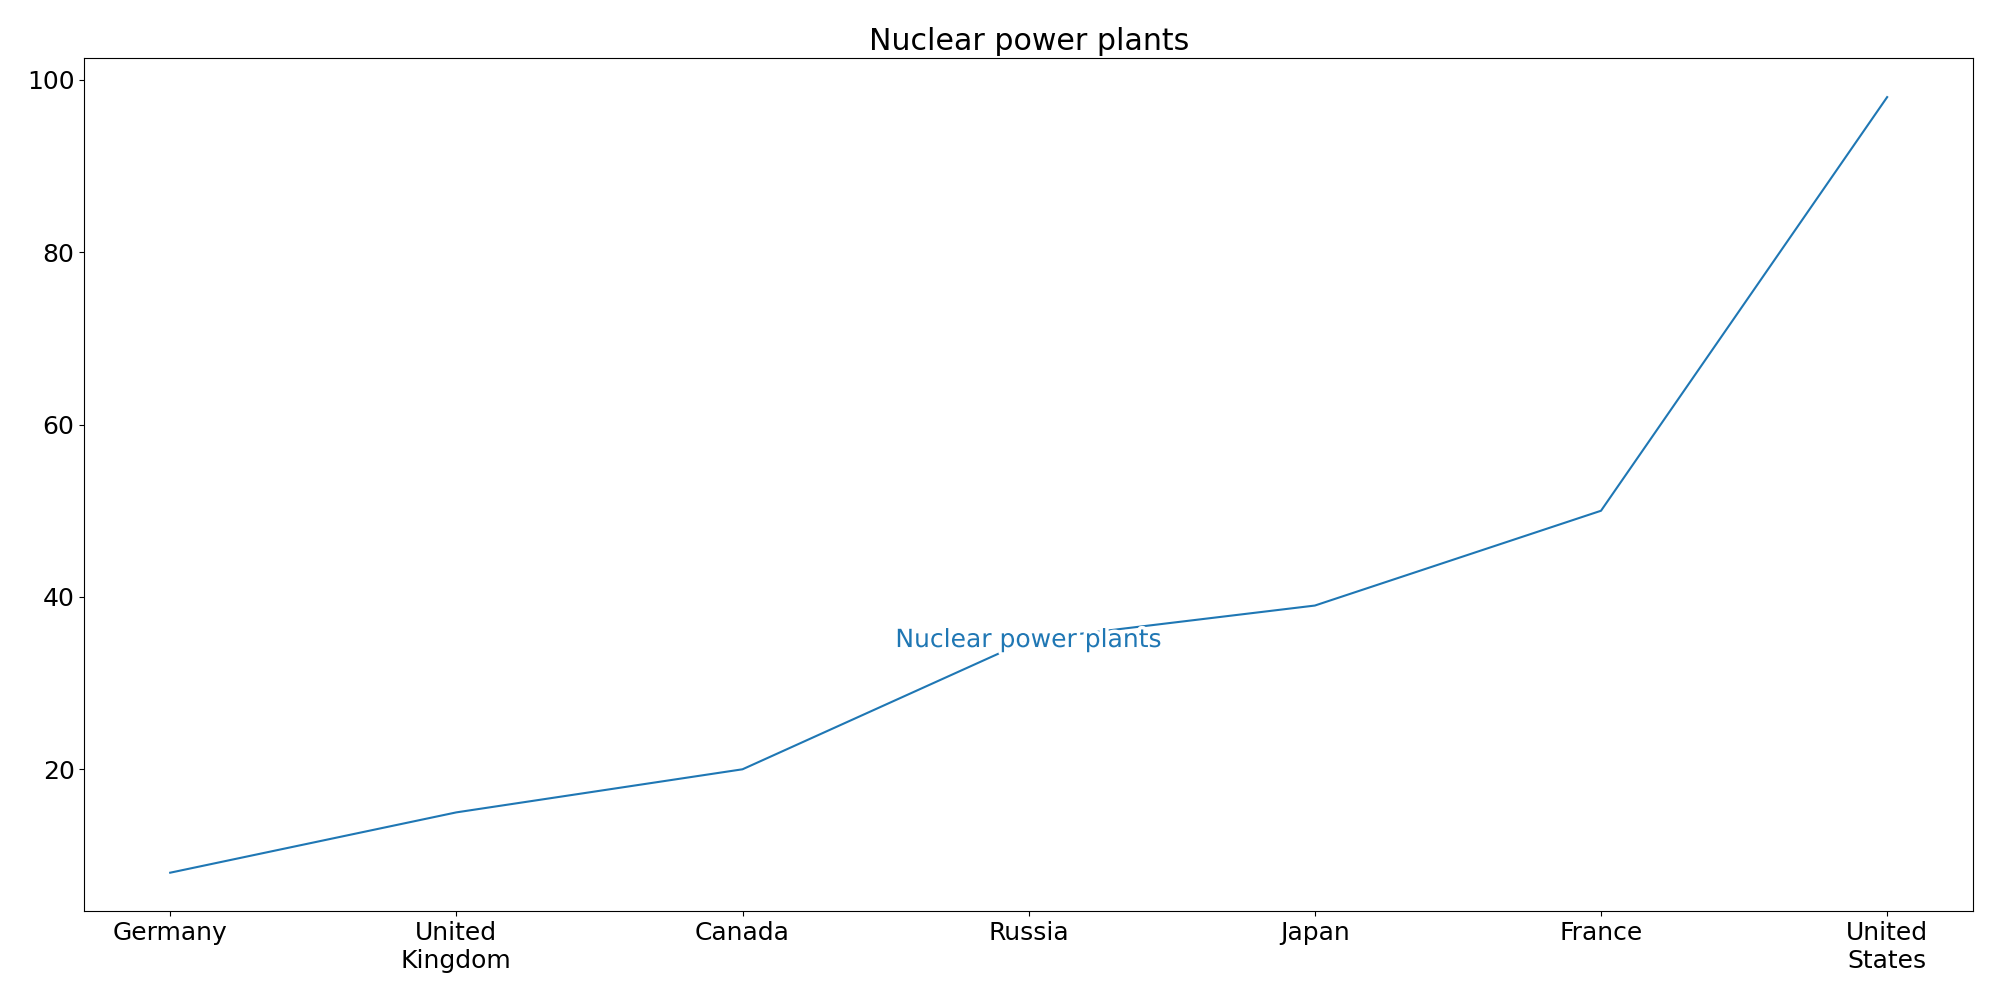 Nuclear power plants
100
80
60
40
20
Nuclear power plants
Germany
United
Kingdom
Canada
Russia
Japan
France
United
States